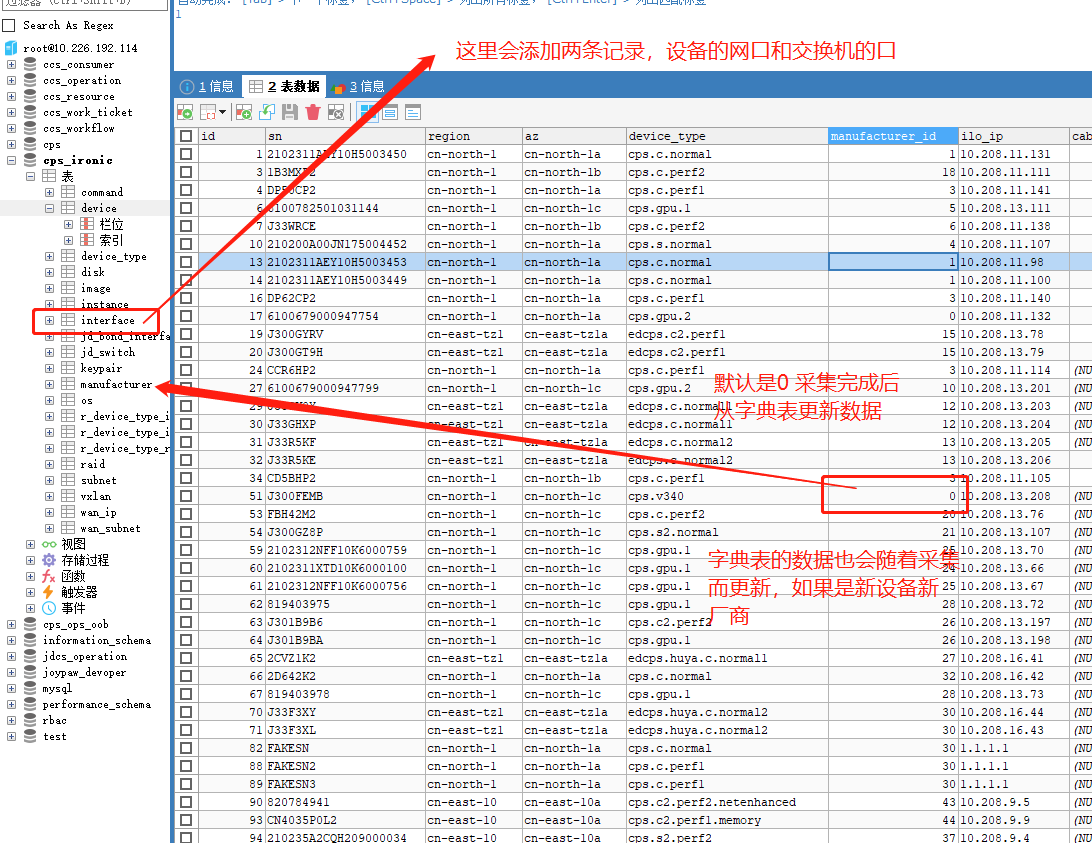 自动完成: [Tab] > 下一个标签, [Ctrl+Space] > 列出所有标签, [Ctrl+Enter] > 列出匹配标签
过滤器 (Ctrl+Shift+B)
1
Search As Regex
root@10.226.192.114
ccs_consumer
ccs_operation
ccs_resource
ccs_work_ticket
ccs_workflow
cps
cps_ironic
表
command
device
栏位
索引
device_type
disk
image
instance
interface
jd_bond_interfa
jd_switch
keypair
manufacturer
os
r_device_type_i
r_device_type_i
r_device_type_r
raid
subnet
vxlan
wan_ip
wan_subnet
视图
存储过程
函数
触发器
事件
cps_ops_oob
information_schema
jdcs_operation
joypaw_devoper
mysql
performance_schema
rbac
test
这里会添加两条记录，设备的网口和交换机的口
1 信息 2 表数据 3 信息
id sn region az device_type manufacturer_id ilo_ip cab
1 2102311AEY10H5003450 cn-north-1 cn-north-1a cps.c.normal 1 10.208.11.131
3 cn-north-1 cn-north-1b cps.c.perf2 18 10.208.11.111
4 cn-north-1 cn-north-1a cps.c.perf1 3 10.208.11.141
6 cn-north-1 cn-north-1c cps.gpu.1 5 10.208.13.111
7 J33WRCE cn-north-1 cn-north-1b cps.c.perf2 6 10.208.11.138
10 210200A00JN175004452 cn-north-1 cn-north-1a cps.s.normal 4 10.208.11.107
13 2102311AEY10H5003453 cn-north-1 cn-north-1a cps.c.normal 1 10.208.11.98
14 2102311AEY10H5003449 cn-north-1 cn-north-1a cps.c.normal 1 10.208.11.100
16 DP62CP2 cn-north-1 cn-north-1a cps.c.perf1 3 10.208.11.140
17 6100679000947754 cn-north-1 cn-north-1a cps.gpu.2 0 10.208.11.132
19 J300GYRV cn-east-tz1 cn-east-tz1a edcps.c2.perf1 15 10.208.13.78
20 J300GT9H cn-east-tz1 cn-east-tz1a edcps.c2.perf1 15 10.208.13.79
24 CCR6HP2 cn-north-1 cn-north-1a cps.c.perf1 3 10.208.11.114 (NU
27 6100679000947799 cn-north-1 cn-north-1c cps.gpu.2 10 10.208.13.201 (NU
29 cn-east-tz1 cn-east-tz1a edcps.c.normal1 12 10.208.13.203 (NU
30 J33GHXP cn-east-tz1 cn-east-tz1a edcps.c.normal1 12 10.208.13.204 (NU
31 J33R5KF cn-east-tz1 cn-east-tz1a edcps.c.normal2 13 10.208.13.205 (NU
32 J33R5KE cn-east-tz1 cn-east-tz1a edcps.c.normal2 13 10.208.13.206
34 CD5BHP2 cn-north-1 cn-north-1b cps.c.perf1 3 10.208.11.105
51 J300FEMB cn-north-1 cn-north-1c cps.v340 0 10.208.13.208 (NU
53 FBH42M2 cn-north-1 cn-north-1c cps.c.perf2 20 10.208.13.76 (NU
54 J300GZ8P cn-north-1 cn-north-1c cps.s2.normal 21 10.208.13.107 (NU
59 2102312NFF10K6000759 cn-north-1 cn-north-1c cps.gpu.1 25 10.208.13.70 (NU
60 2102311XDT10K6000100 cn-north-1 cn-north-1c cps.gpu.1 24 10.208.13.66 (NU
61 2102312NFF10K6000756 cn-north-1 cn-north-1c cps.gpu.1 25 10.208.13.67 (NU
62 819403975 cn-north-1 cn-north-1c cps.gpu.1 28 10.208.13.72 (NU
63 J301B9B6 cn-north-1 cn-north-1c cps.c2.perf2 26 10.208.13.197 (NU
64 J301B9BA cn-north-1 cn-north-1c cps.gpu.1 26 10.208.13.198 (NU
65 2CVZ1K2 cn-east-tz1 cn-east-tz1a edcps.huya.c.normal1 27 10.208.16.41 (NU
66 2D642K2 cn-east-tz1 cn-east-tz1a cps.c.normal 32 10.208.16.42 (NU
67 819403978 cn-north-1 cn-north-1c cps.gpu.1 28 10.208.13.73 (NU
70 J33F3XY cn-east-tz1 cn-east-tz1a edcps.huya.c.normal2 30 10.208.16.44 (NU
71 J33F3XL cn-east-tz1 cn-east-tz1a edcps.huya.c.normal2 30 10.208.16.43 (NU
82 FAKESN cn-north-1 cn-north-1a cps.c.normal 30 1.1.1.1 (NU
88 FAKESN2 cn-north-1 cn-north-1a cps.c.perf1 30 1.1.1.1 (NU
89 FAKESN3 cn-north-1 cn-north-1a cps.c.perf1 30 1.1.1.1 (NU
90 820784941 cn-east-10 cn-east-10a cps.c2.perf2.netenhanced 43 10.208.9.5 (NU
93 CN4035P0L2 cn-east-10 cn-east-10a cps.c2.perf1.memory 44 10.208.9.9 (NU
94 210235A2CQH209000034 cn-east-10 cn-east-10a cps.s2.perf2 37 10.208.9.4 (NU
默认是0 采集完成后
从字典表更新数据
字典表的数据也会随着采集
而更新，如果是新设备新
厂商